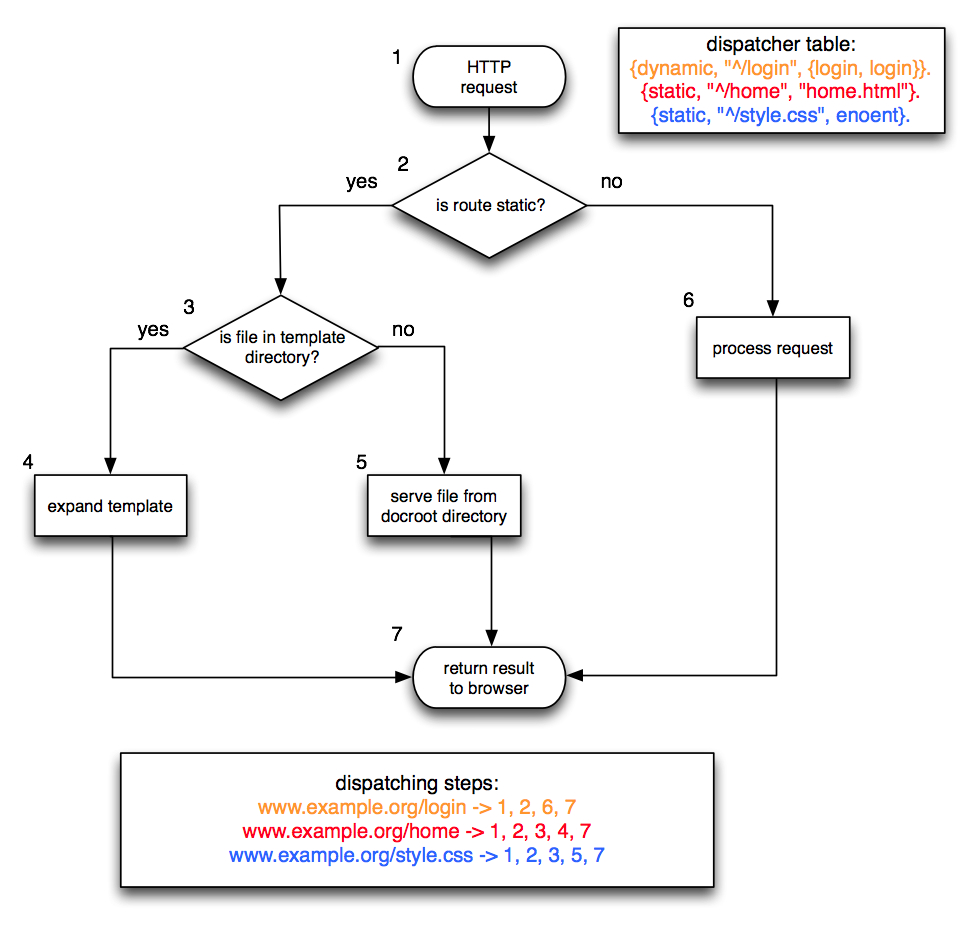 dispatcher table:
{dynamic, "^/login", {login, login}}.
{static, "^/home", "home.html"}.
{static, "^/style.css", enoent}.
1
HTTP
request
2
yes
no
is route static?
3
yes
no
is file in template
directory?
6
process request
4
expand template
5
serve file from
docroot directory
7
return result
to browser
dispatching steps:
www.example.org/login -> 1, 2, 6, 7
www.example.org/home -> 1, 2, 3, 4, 7
www.example.org/style.css -> 1, 2, 3, 5, 7